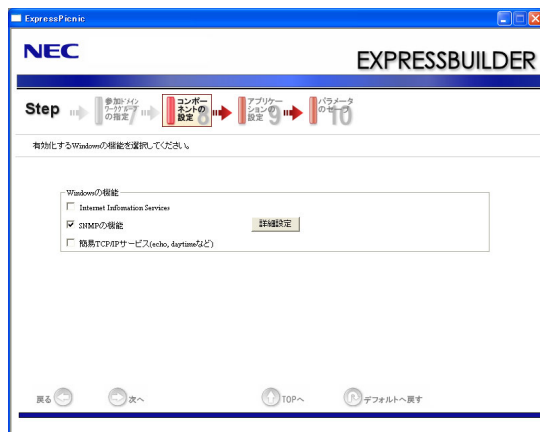 ExpressPicnic
NEC
EXPRESSBUILDER
Step
参加ドメイン
ワークグループ
の指定 7
コンポー
ネントの
設定 8
アプリケー
ションの
設定 9
パラメータ
のセーブ 10
有効化するWindowsの機能を選択してください。
Windowsの機能
Internet Infomation Services
SNMPの機能
詳細設定
簡易TCP/IPサービス(echo, daytimeなど)
戻る
次へ
TOPへ
デフォルトへ戻す